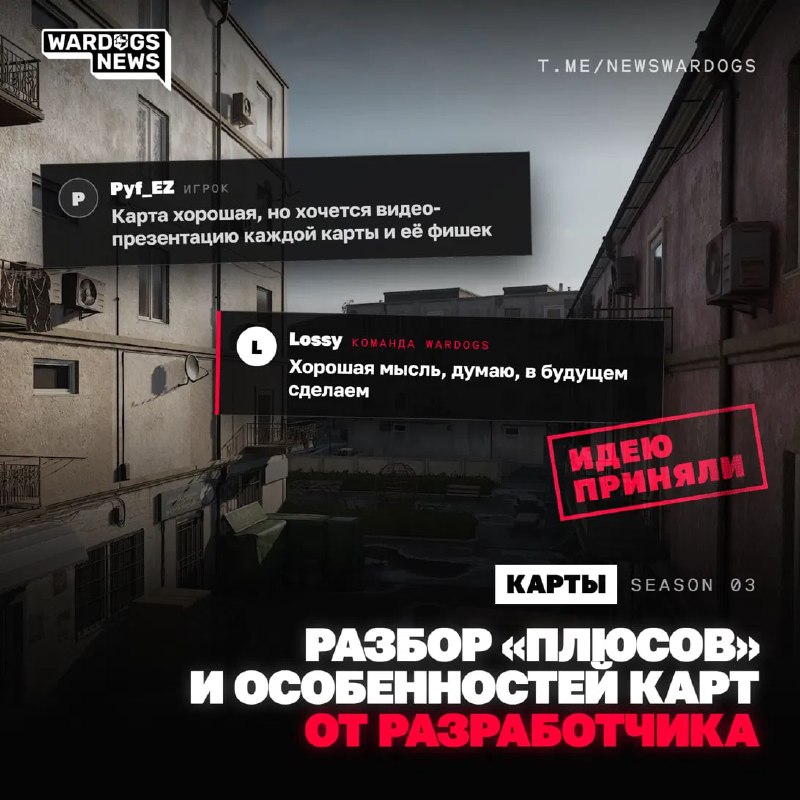 WARDOGS
NEWS
T.ME/NEWSWARDOGS
P
Pyf_EZ ИГРОК
Карта хорошая, но хочется видео-
презентацию каждой карты и её фишек
L
Lossy КОМАНДА WARDOGS
Хорошая мысль, думаю, в будущем
сделаем
ИДЕЮ
ПРИНЯЛИ
КАРТЫ SEASON 03
РАЗБОР «ПЛЮСОВ»
И ОСОБЕННОСТЕЙ КАРТ
ОТ РАЗРАБОТЧИКА